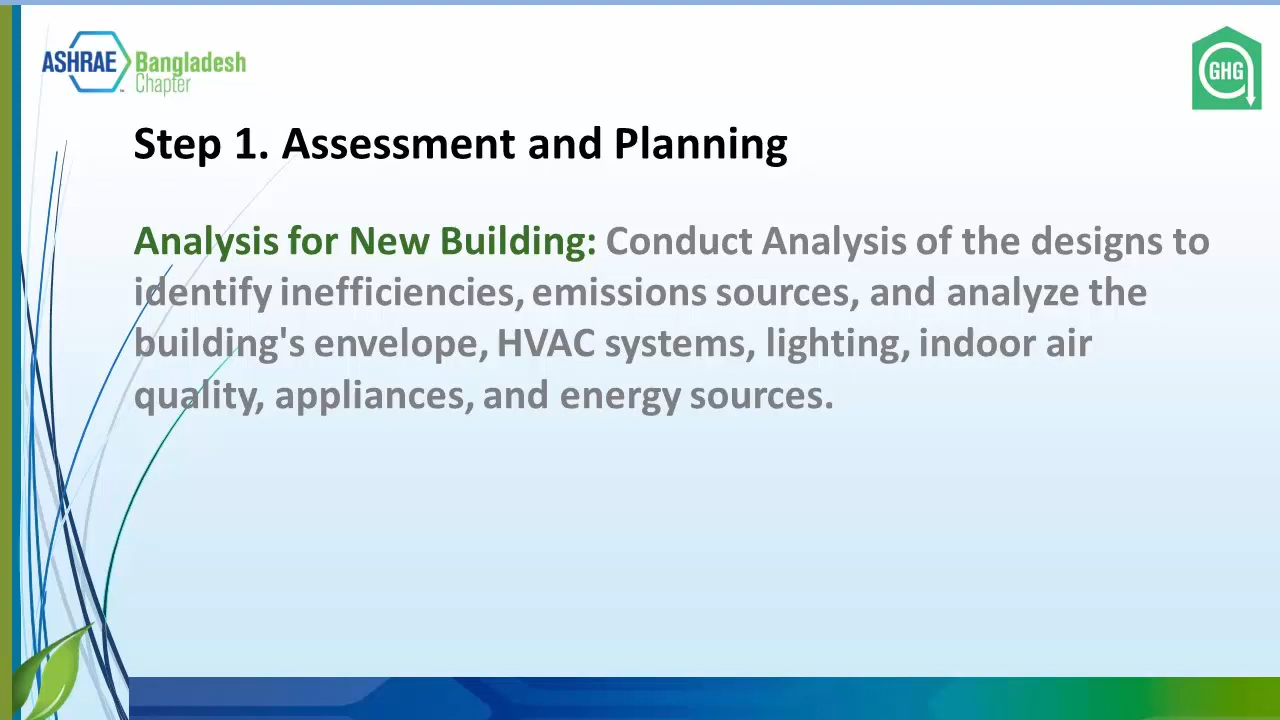 ASHRAE Bangladesh
Chapter
GHG
Step 1. Assessment and Planning
Analysis for New Building: Conduct Analysis of the designs to
identify inefficiencies, emissions sources, and analyze the
building's envelope, HVAC systems, lighting, indoor air
quality, appliances, and energy sources.